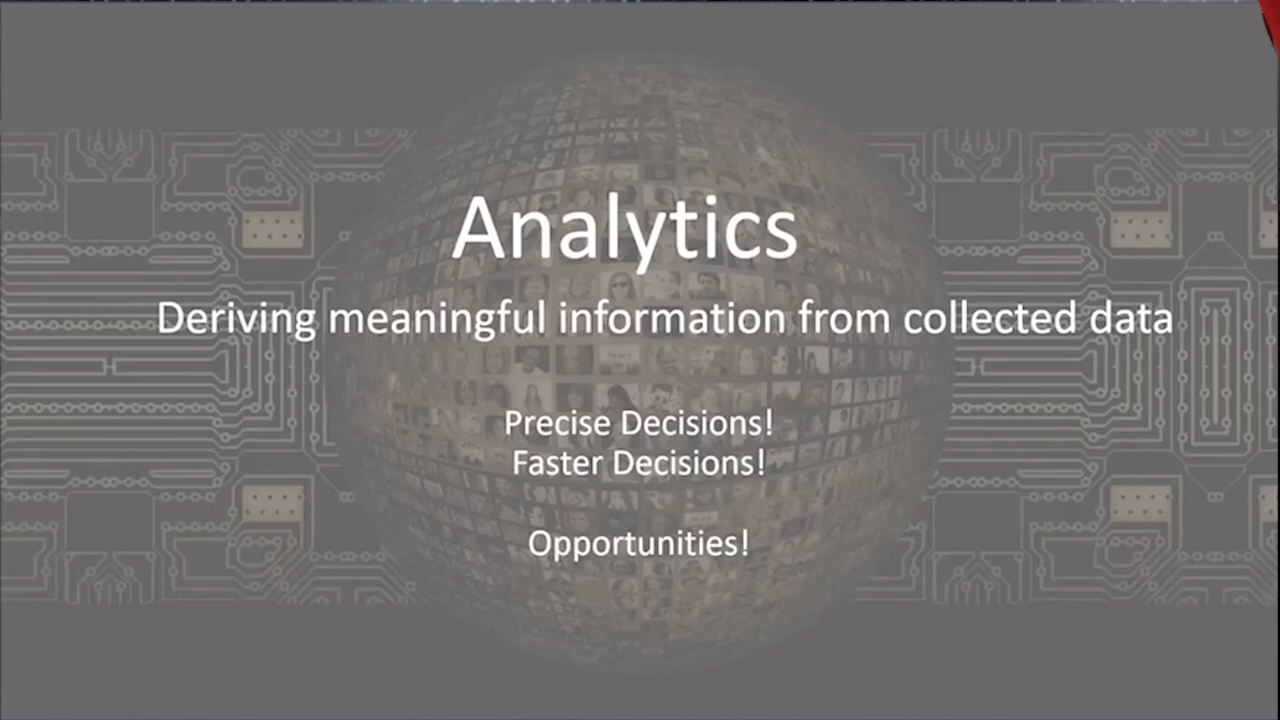 Analytics
Deriving meaningful information from collected data
Precise Decisions!
Faster Decisions!
Opportunities!